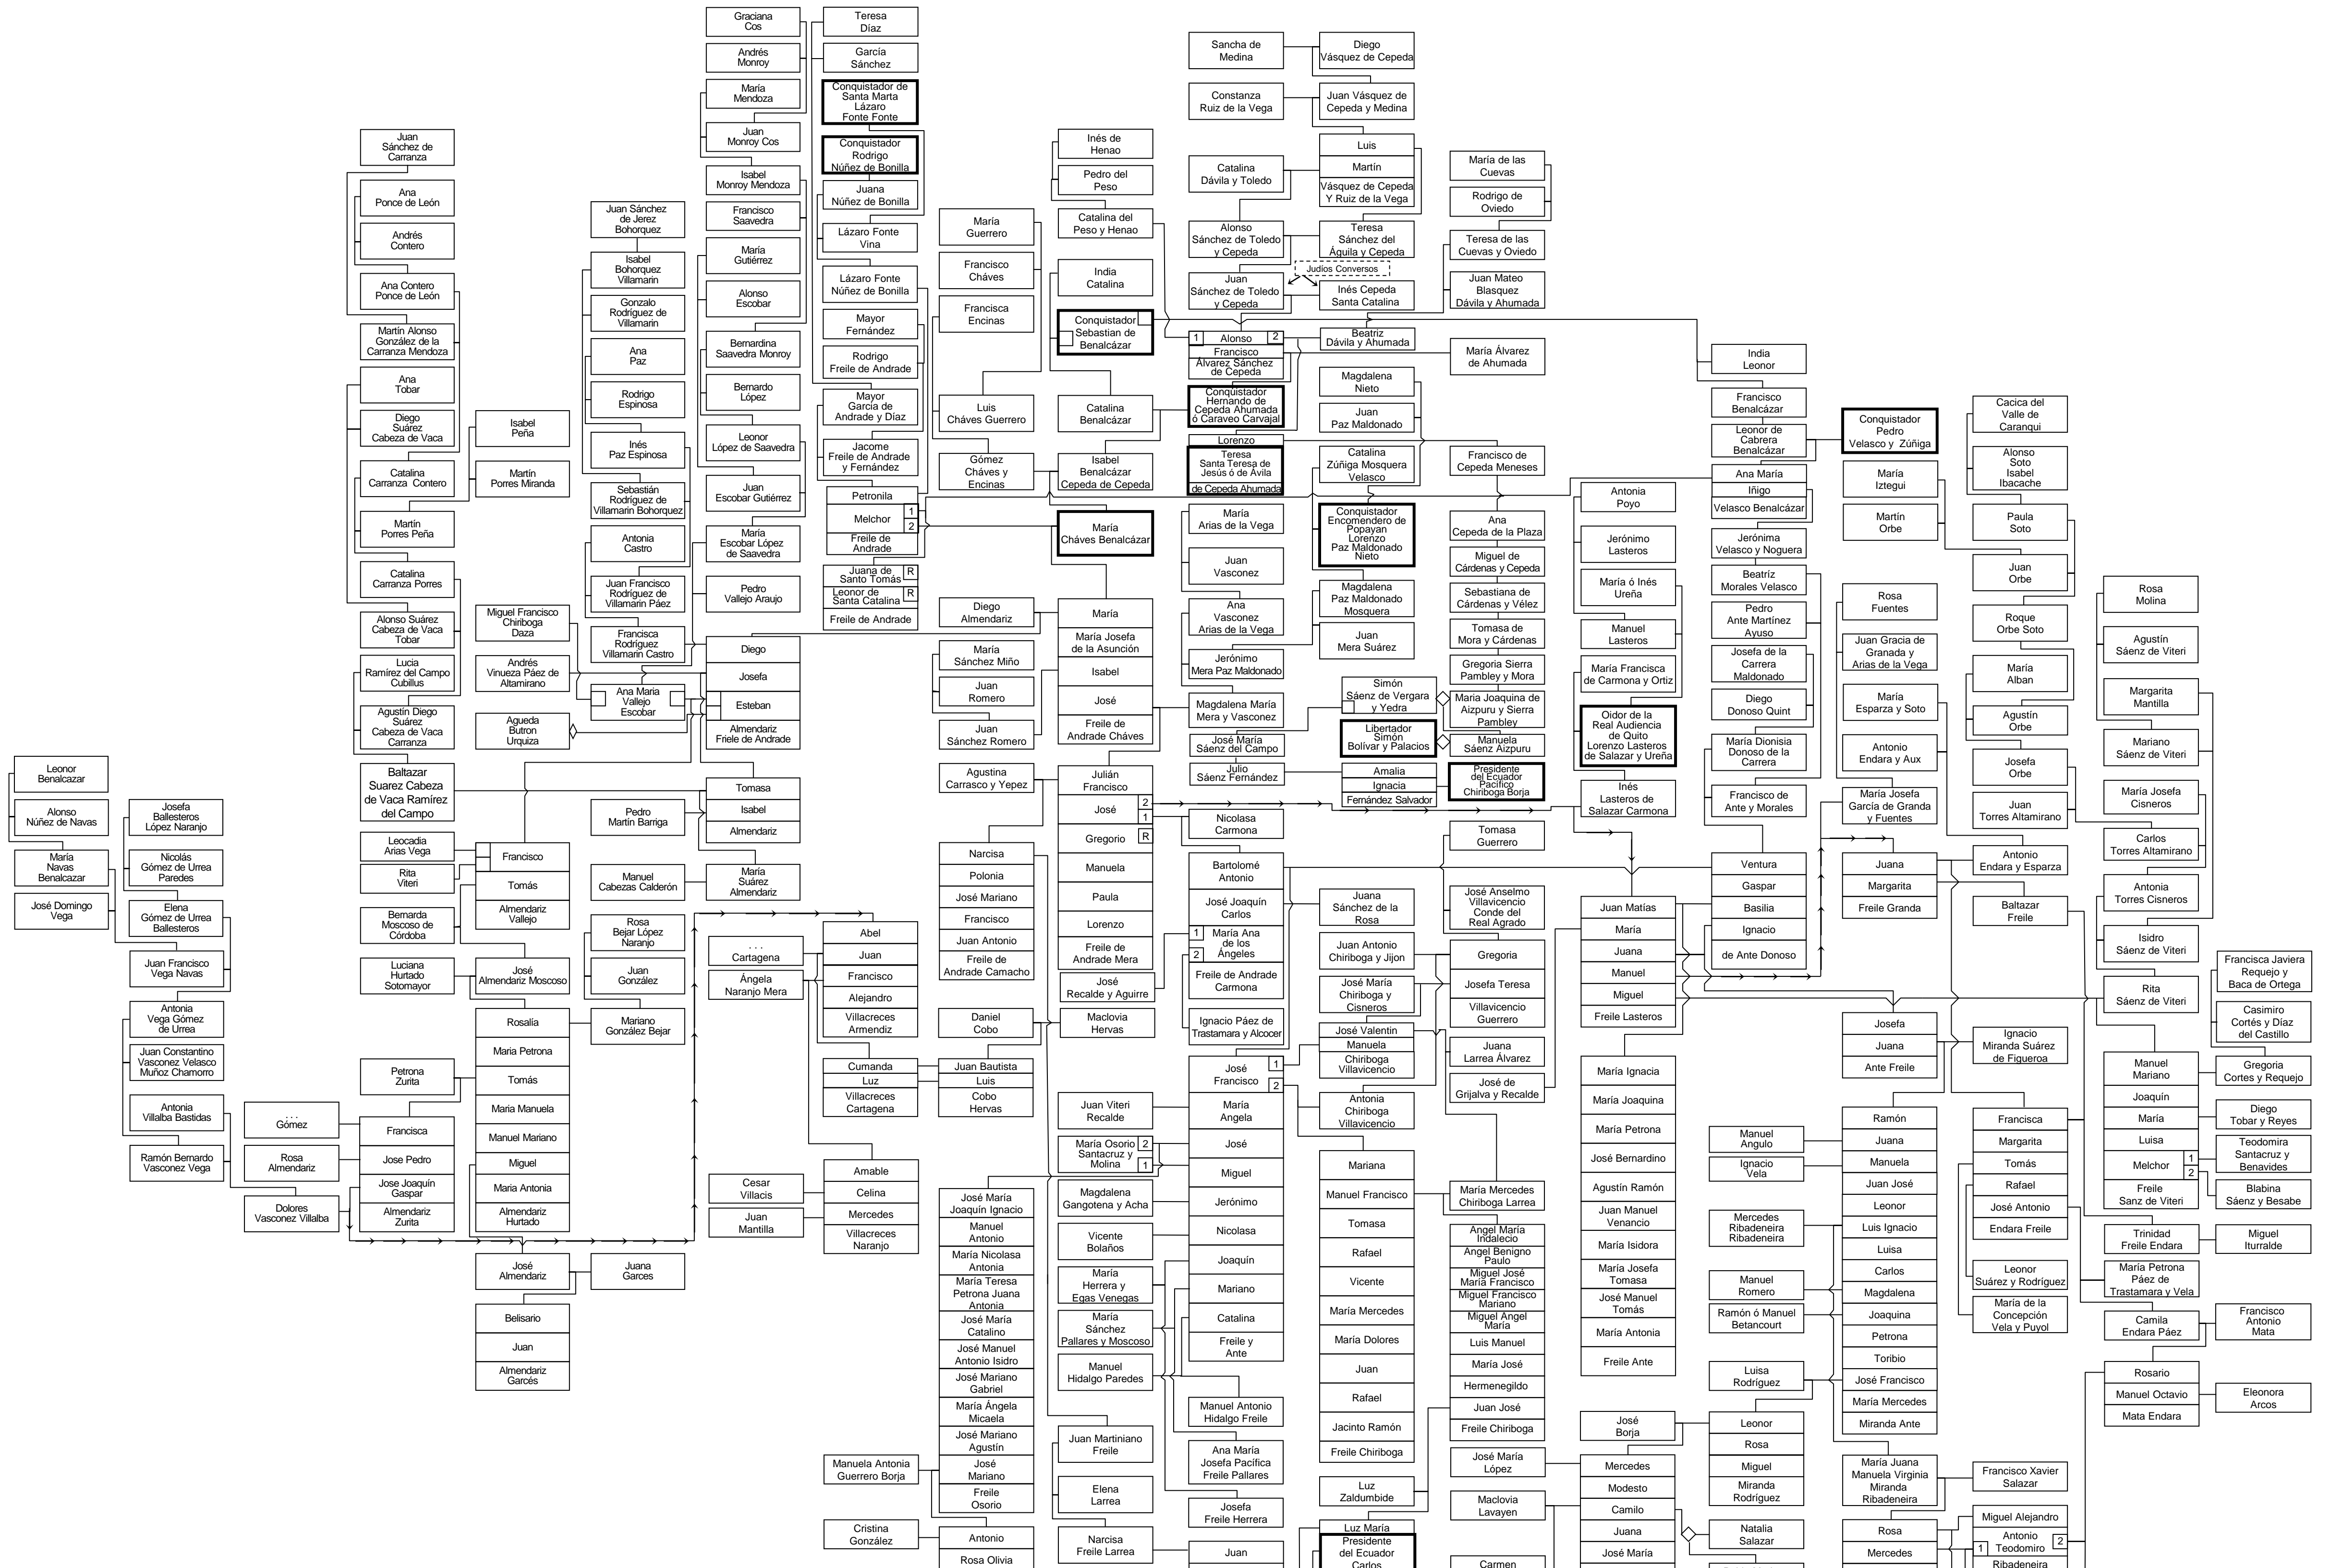 Graciana
Cos
Andrés
Monroy
María
Mendoza
Juan
Monroy Cos
Isabel
Monroy Mendoza
Francisco
Saavedra
María
Gutiérrez
Alonso
Escobar
Bernardina
Saavedra Monroy
Bernardo
López
Leonor
López de Saavedra
Juan
Escobar Gutiérrez
María
Escobar López
de Saavedra
Pedro
Vallejo Araujo
Diego
Josefa
Esteban
Almendariz
Friele de Andrade
Tomasa
Isabel
Almendariz
María
Suárez
Almendariz
Teresa
Díaz
García
Sánchez
Conquistador de
Santa Marta
Lázaro
Fonte Fonte
Conquistador
Rodrigo
Núñez de Bonilla
Juana
Núñez de Bonilla
Lázaro Fonte
Vina
Lázaro Fonte
Núñez de Bonilla
Mayor
Fernández
Rodrigo
Freile de Andrade
Mayor
Garcia de
Andrade y Díaz
Jacome
Freile de Andrade
y Fernández
Petronila
Melchor
1
2
Freile de
Andrade
Juana de
Santo Tomás
R
Leonor de
Santa Catalina
R
Freile de Andrade
Juan
Sánchez de
Carranza
Ana
Ponce de León
Andrés
Contero
Ana Contero
Ponce de León
Martín Alonso
González de la
Carranza Mendoza
Ana
Tobar
Diego
Suárez
Cabeza de Vaca
Catalina
Carranza Contero
Martín
Porres Peña
Catalina
Carranza Porres
Alonso Suárez
Cabeza de Vaca
Tobar
Lucia
Ramírez del Campo
Cubillus
Agustín Diego
Suárez
Cabeza de Vaca
Carranza
Baltazar
Suarez Cabeza
de Vaca Ramírez
del Campo
Isabel
Peña
Martín
Porres Miranda
Miguel Francisco
Chiriboga
Daza
Andrés
Vinueza Páez de
Altamirano
Agueda
Butron
Urquiza
Juan Sánchez
de Jerez
Bohorquez
Isabel
Bohorquez
Villamarin
Gonzalo
Rodríguez de
Villamarin
Ana
Paz
Rodrigo
Espinosa
Inés
Paz Espinosa
Sebastián
Rodríguez de
Villamarin Bohorquez
Antonia
Castro
Juan Francisco
Rodríguez de
Villamarin Páez
Francisca
Rodríguez
Villamarin Castro
Ana Maria
Vallejo
Escobar
Pedro
Martín Barriga
Manuel
Cabezas Calderón
María
Guerrero
Francisco
Cháves
Francisca
Encinas
Luis
Cháves Guerrero
Gómez
Cháves y
Encinas
Diego
Almendariz
María
Sánchez Miño
Juan
Romero
Juan
Sánchez Romero
Agustina
Carrasco y Yepez
Inés de
Henao
Pedro del
Peso
Catalina del
Peso y Henao
India
Catalina
Conquistador
Sebastian de
Benalcázar
Catalina
Benalcázar
Isabel
Benalcázar
Cepeda de Cepeda
María
Cháves Benalcázar
María
María Josefa
de la Asunción
Isabel
José
Freile de
Andrade Cháves
Julián
Francisco
José
2
1
Gregorio
R
Manuela
Paula
Lorenzo
Freile de
Andrade Mera
José
Recalde y Aguirre
Sancha de
Medina
Diego
Vásquez de Cepeda
Constanza
Ruiz de la Vega
Juan Vásquez de
Cepeda y Medina
Luis
Martín
Vásquez de Cepeda
Y Ruiz de la Vega
Catalina
Dávila y Toledo
Alonso
Sánchez de Toledo
y Cepeda
Teresa
Sánchez del
Águila y Cepeda
Judíos Conversos
Juan
Sánchez de Toledo
y Cepeda
Inés Cepeda
Santa Catalina
1
Alonso
2
Francisco
Álvarez Sánchez
de Cepeda
Beatriz
Dávila y Ahumada
María de las
Cuevas
Rodrigo de
Oviedo
Teresa de las
Cuevas y Oviedo
Juan Mateo
Blasquez
Dávila y Ahumada
María Álvarez
de Ahumada
Conquistador
Hernando de
Cepeda Ahumada
ó Caraveo Carvajal
Lorenzo
Teresa
Santa Teresa de
Jesús ó de Ávila
de Cepeda Ahumada
Magdalena
Nieto
Juan
Paz Maldonado
Catalina
Zúñiga Mosquera
Velasco
Conquistador
Encomendero de
Popayan
Lorenzo
Paz Maldonado
Nieto
Magdalena
Paz Maldonado
Mosquera
Juan
Mera Suárez
María
Arias de la Vega
Juan
Vasconez
Ana
Vasconez
Arias de la Vega
Jerónimo
Mera Paz Maldonado
Magdalena María
Mera y Vasconez
José María
Sáenz del Campo
Julio
Sáenz Fernández
Simón
Sáenz de Vergara
y Yedra
Libertador
Simón
Bolívar y Palacios
Amalia
Ignacia
Fernández Salvador
Francisco de
Cepeda Meneses
Ana
Cepeda de la Plaza
Miguel de
Cárdenas y Cepeda
Sebastiana de
Cárdenas y Vélez
Tomasa de
Mora y Cárdenas
Gregoria Sierra
Pambley y Mora
Maria Joaquina de
Aizpuru y Sierra
Pambley
Manuela
Sáenz Aizpuru
Presidente
del Ecuador
Pacífico
Chiriboga Borja
India
Leonor
Francisco
Benalcázar
Leonor de
Cabrera
Benalcázar
Conquistador
Pedro
Velasco y Zúñiga
Ana María
Iñigo
Velasco Benalcázar
Jerónima
Velasco y Noguera
Beatríz
Morales Velasco
Pedro
Ante Martínez
Ayuso
Josefa de la
Carrera
Maldonado
Diego
Donoso Quint
María Dionisia
Donoso de la
Carrera
Francisco de
Ante y Morales
Antonia
Poyo
Jerónimo
Lasteros
María ó Inés
Ureña
Manuel
Lasteros
María Francisca
de Carmona y Ortiz
Oidor de la
Real Audiencia
de Quito
Lorenzo Lasteros
de Salazar y Ureña
Inés
Lasteros de
Salazar Carmona
María
Iztegui
Martín
Orbe
Rosa
Fuentes
Juan Gracia de
Granada y
Arias de la Vega
María
Esparza y Soto
Antonio
Endara y Aux
María Josefa
García de Granda
y Fuentes
Cacica del
Valle de
Caranqui
Alonso
Soto
Isabel
Ibacache
Paula
Soto
Juan
Orbe
Roque
Orbe Soto
María
Alban
Agustín
Orbe
Josefa
Orbe
Juan
Torres Altamirano
Antonio
Endara y Esparza
Baltazar
Freile
Rosa
Molina
Agustín
Sáenz de Viteri
Margarita
Mantilla
Mariano
Sáenz de Viteri
María Josefa
Cisneros
Carlos
Torres Altamirano
Antonia
Torres Cisneros
Isidro
Sáenz de Viteri
Rita
Sáenz de Viteri
Francisca Javiera
Requejo y
Baca de Ortega
Casimiro
Cortés y Díaz
del Castillo
Gregoria
Cortes y Requejo
Leonor
Benalcazar
Alonso
Núñez de Navas
María
Navas
Benalcazar
José Domingo
Vega
Josefa
Ballesteros
López Naranjo
Nicolás
Gómez de Urrea
Paredes
Elena
Gómez de Urrea
Ballesteros
Juan Francisco
Vega Navas
Antonia
Vega Gómez
de Urrea
Juan Constantino
Vasconez Velasco
Muñoz Chamorro
Antonia
Villalba Bastidas
Ramón Bernardo
Vasconez Vega
Dolores
Vasconez Villalba
. . .
Gómez
Rosa
Almendariz
Leocadia
Arias Vega
Rita
Viteri
Bernarda
Moscoso de
Córdoba
Luciana
Hurtado
Sotomayor
Petrona
Zurita
Francisca
Jose Pedro
Jose Joaquín
Gaspar
Almendariz
Zurita
Francisco
Tomás
Almendariz
Vallejo
José
Almendariz Moscoso
Rosalía
Maria Petrona
Tomás
Maria Manuela
Manuel Mariano
Miguel
Maria Antonia
Almendariz
Hurtado
José
Almendariz
Juana
Garces
Belisario
Juan
Almendariz
Garcés
Rosa
Bejar López
Naranjo
Juan
González
Mariano
González Bejar
. . .
Cartagena
Ángela
Naranjo Mera
Abel
Juan
Francisco
Alejandro
Villacreces
Armendiz
Cumanda
Luz
Villacreces
Cartagena
Daniel
Cobo
Maclovia
Hervas
Juan Bautista
Luis
Cobo
Hervas
Cesar
Villacis
Juan
Mantilla
Amable
Celina
Mercedes
Villacreces
Naranjo
Narcisa
Polonia
José Mariano
Francisco
Juan Antonio
Freile de
Andrade Camacho
José María
Joaquín Ignacio
Manuel
Antonio
María Nicolasa
Antonia
María Teresa
Petrona Juana
Antonia
José María
Catalino
José Manuel
Antonio Isidro
José Mariano
Gabriel
María Ángela
Micaela
José Mariano
Agustín
José
Mariano
Freile
Osorio
Manuela Antonia
Guerrero Borja
Cristina
González
Antonio
Rosa Olivia
Juan Viteri
Recalde
María Osorio
Santacruz y
Molina
2
1
Magdalena
Gangotena y Acha
Vicente
Bolaños
María
Herrera y
Egas Venegas
María
Sánchez
Pallares y Moscoso
Manuel
Hidalgo Paredes
Juan Martiniano
Freile
Elena
Larrea
Narcisa
Freile Larrea
Nicolasa
Carmona
Bartolomé
Antonio
José Joaquín
Carlos
1
María Ana
de los
Ángeles
2
Freile de Andrade
Carmona
Ignacio Páez de
Trastamara y Alcocer
José
Francisco
1
2
María
Angela
José
Miguel
Jerónimo
Nicolasa
Joaquín
Mariano
Catalina
Freile y
Ante
Manuel Antonio
Hidalgo Freile
Ana María
Josefa Pacífica
Freile Pallares
Josefa
Freile Herrera
Juan
Juana
Sánchez de la
Rosa
Juan Antonio
Chiriboga y Jijon
José María
Chiriboga y
Cisneros
José Valentin
Manuela
Chiriboga
Villavicencio
Antonia
Chiriboga
Villavicencio
Mariana
Manuel Francisco
Tomasa
Rafael
Vicente
María Mercedes
María Dolores
Juan
Rafael
Jacinto Ramón
Freile Chiriboga
Luz
Zaldumbide
Luz María
Presidente
del Ecuador
Carlos
Tomasa
Guerrero
José Anselmo
Villavicencio
Conde del
Real Agrado
Gregoria
Josefa Teresa
Villavicencio
Guerrero
Juana
Larrea Álvarez
José de
Grijalva y Recalde
María Mercedes
Chiriboga Larrea
Angel María
Indalecio
Angel Benigno
Paulo
Miguel José
María Francisco
Miguel Francisco
Mariano
Miguel Angel
María
Luis Manuel
María José
Hermenegildo
Juan José
Freile Chiriboga
José María
López
Maclovia
Lavayen
Carmen
Juan Matías
María
Juana
Manuel
Miguel
Freile Lasteros
María Ignacia
María Joaquina
María Petrona
José Bernardino
Agustín Ramón
Juan Manuel
Venancio
María Isidora
María Josefa
Tomasa
José Manuel
Tomás
María Antonia
Freile Ante
José
Borja
Mercedes
Modesto
Camilo
Juana
José María
Ventura
Gaspar
Basilia
Ignacio
de Ante Donoso
Manuel
Angulo
Ignacio
Vela
Mercedes
Ribadeneira
Manuel
Romero
Ramón ó Manuel
Betancourt
Luisa
Rodríguez
Leonor
Rosa
Miguel
Miranda
Rodríguez
Natalia
Salazar
Juana
Margarita
Freile Granda
Josefa
Juana
Ante Freile
Ignacio
Miranda Suárez
de Figueroa
Ramón
Juana
Manuela
Juan José
Leonor
Luis Ignacio
Luisa
Carlos
Magdalena
Joaquina
Petrona
Toribio
José Francisco
María Mercedes
Miranda Ante
María Juana
Manuela Virginia
Miranda
Ribadeneira
Francisco Xavier
Salazar
Rosa
Mercedes
Miguel Alejandro
Antonio
Teodomiro
1
2
Ribadeneira
Francisca
Margarita
Tomás
Rafael
José Antonio
Endara Freile
Leonor
Suárez y Rodríguez
María de la
Concepción
Vela y Puyol
Manuel
Mariano
Joaquín
María
Luisa
Melchor
1
2
Freile
Sanz de Viteri
Diego
Tobar y Reyes
Teodomira
Santacruz y
Benavides
Blabina
Sáenz y Besabe
Trinidad
Freile Endara
Miguel
Iturralde
María Petrona
Páez de
Trastamara y Vela
Camila
Endara Páez
Francisco
Antonio
Mata
Rosario
Manuel Octavio
Mata Endara
Eleonora
Arcos